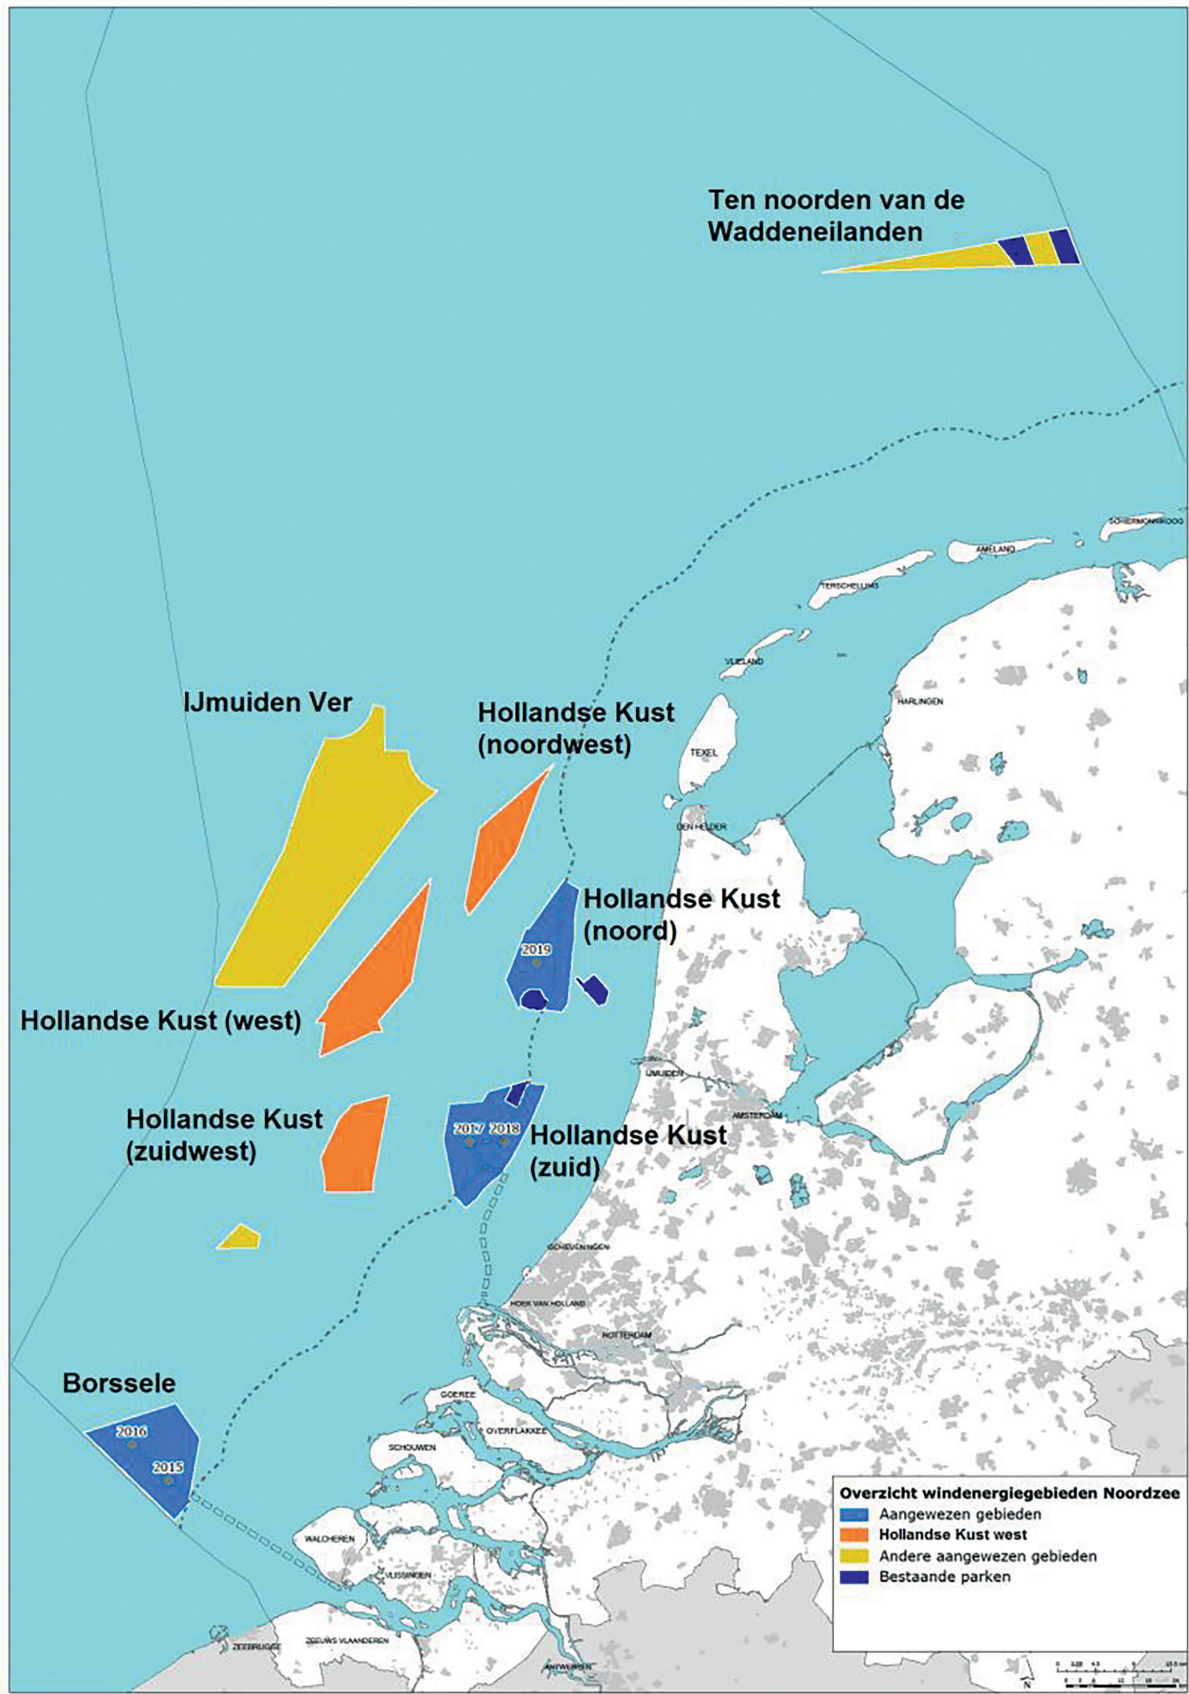 Ten noorden van de
Waddeneilanden
SCHIERMONNIKOOG
AMELAND
TERSCHELLING
VLIELAND
HARLINGEN
IJmuiden Ver
Hollandse Kust
(noordwest)
TEXEL
DEN HELDER
Hollandse Kust
(noord)
2019
Hollandse Kust (west)
IJMUIDEN
AMSTERDAM
Hollandse Kust
(zuidwest)
2017 2018
Hollandse Kust
(zuid)
SCHEVENINGEN
HOEK VAN HOLLAND
ROTTERDAM
Borssele
2016
2015
GOEREE
OVERFLAKKEE
SCHOUWEN
WALCHEREN
VLISSINGEN
ZEEBRUGGE
ZEEUWS VLAANDEREN
ANTWERPEN
Overzicht windenergiegebieden Noordzee
Aangewezen gebieden
Hollandse Kust west
Andere aangewezen gebieden
Bestaande parken
N